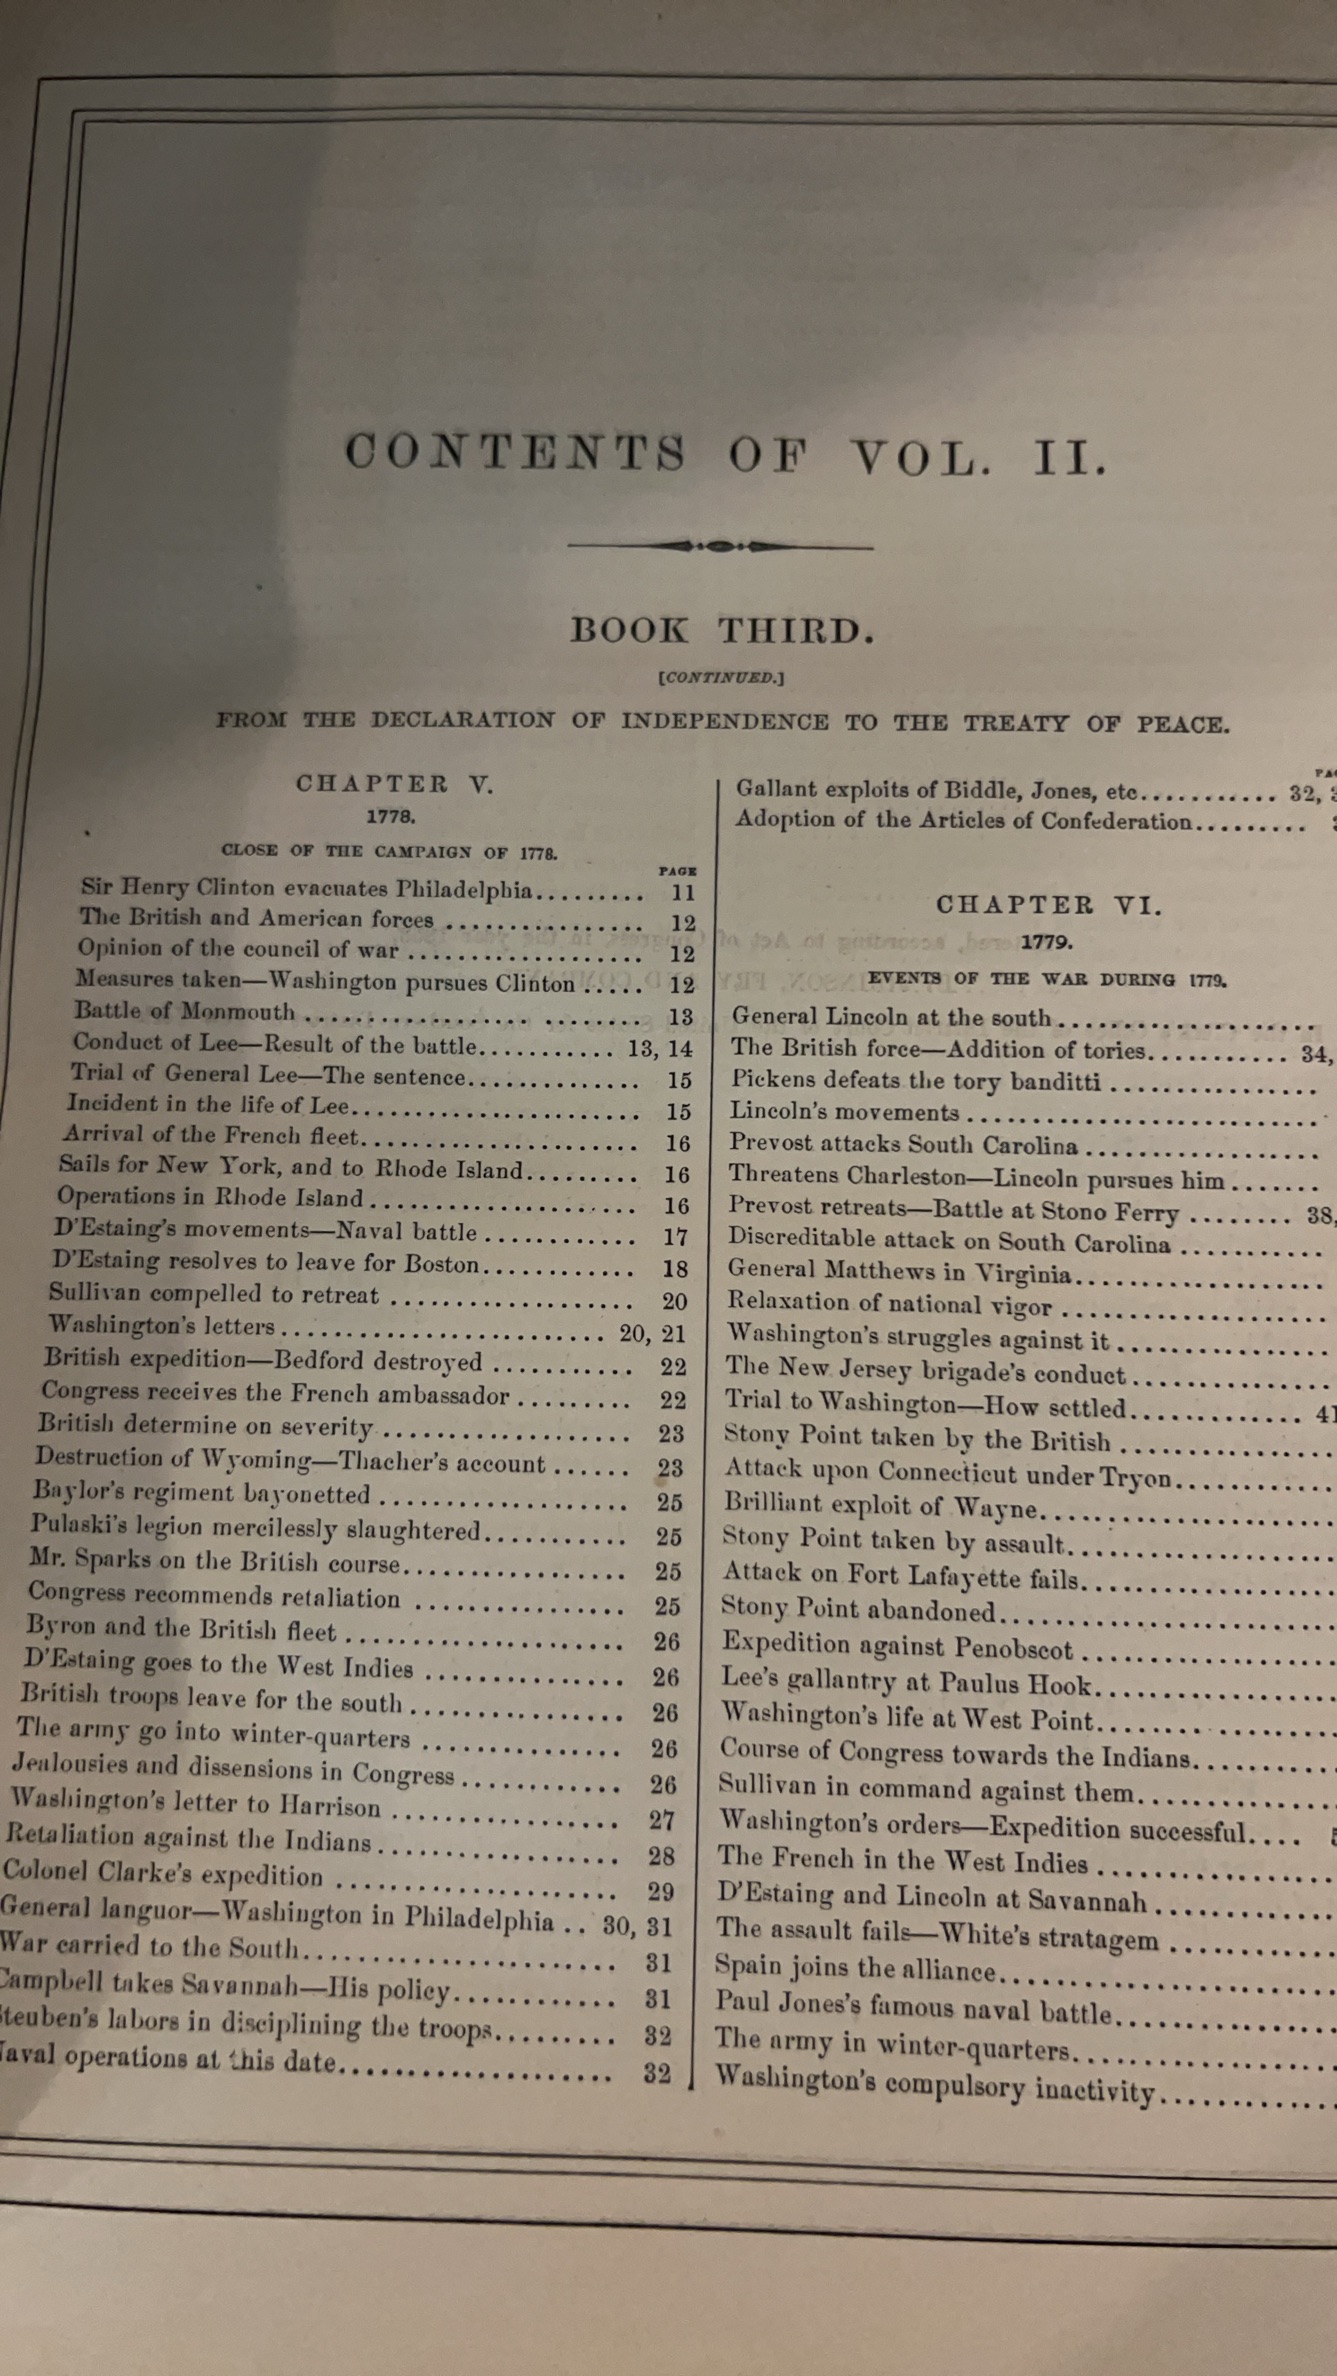 CONTENTS OF VOL. II.
BOOK THIRD.
[CONTINUED.]
FROM THE DECLARATION OF INDEPENDENCE TO THE TREATY OF PEACE.
CHAPTER V.
1778.
CLOSE OF THE CAMPAIGN OF 1778.
PAGE
Sir Henry Clinton evacuates Philadelphia......... 11
The British and American forces ................ 12
Opinion of the council of war ................... 12
Measures taken—Washington pursues Clinton ..... 12
Battle of Monmouth .................. ........ 13
Conduct of Lee—Result of the battle........... 13, 14
Trial of General Lee—The sentence.............. 15
Incident in the life of Lee....................... 15
Arrival of the French fleet...................... 16
Sails for New York, and to Rhode Island......... 16
Operations in Rhode Island ..................... 16
D'Estaing's movements—Naval battle ............ 17
D'Estaing resolves to leave for Boston............ 18
Sullivan compelled to retreat ................... 20
Washington's letters.......................... 20, 21
British expedition—Bedford destroyed ........... 22
Congress receives the French ambassador ......... 22
British determine on severity .................... 23
Destruction of Wyoming—Thacher's account ...... 23
Baylor's regiment bayonetted ................... 25
Pulaski's legion mercilessly slaughtered........... 25
Mr. Sparks on the British course................. 25
Congress recommends retaliation ................ 25
Byron and the British fleet ...................... 26
D'Estaing goes to the West Indies ............... 26
British troops leave for the south ................ 26
The army go into winter-quarters ............... 26
Jealousies and dissensions in Congress............ 26
Washington's letter to Harrison ................. 27
Retaliation against the Indians .................. 28
Colonel Clarke's expedition ..................... 29
General languor—Washington in Philadelphia .. 30, 31
War carried to the South........................ 31
Campbell takes Savannah—His policy............ 31
Steuben's labors in disciplining the troops......... 32
Naval operations at this date..................... 32
Gallant exploits of Biddle, Jones, etc........... 32,
Adoption of the Articles of Confederation.........
CHAPTER VI.
1779.
EVENTS OF THE WAR DURING 1779.
General Lincoln at the south.....................
The British force—Addition of tories........... 34,
Pickens defeats the tory banditti ................
Lincoln's movements ............................
Prevost attacks South Carolina ..................
Threatens Charleston—Lincoln pursues him .......
Prevost retreats—Battle at Stono Ferry ........ 38,
Discreditable attack on South Carolina ...........
General Matthews in Virginia....................
Relaxation of national vigor .....................
Washington's struggles against it .................
The New Jersey brigade's conduct................
Trial to Washington—How settled............. 41
Stony Point taken by the British .................
Attack upon Connecticut under Tryon............
Brilliant exploit of Wayne.......................
Stony Point taken by assault.....................
Attack on Fort Lafayette fails....................
Stony Point abandoned..........................
Expedition against Penobscot ....................
Lee's gallantry at Paulus Hook...................
Washington's life at West Point...................
Course of Congress towards the Indians...........
Sullivan in command against them................
Washington's orders—Expedition successful....
The French in the West Indies ...................
D'Estaing and Lincoln at Savannah ..............
The assault fails—White's stratagem .............
Spain joins the alliance...........................
Paul Jones's famous naval battle..................
The army in winter-quarters......................
Washington's compulsory inactivity...............